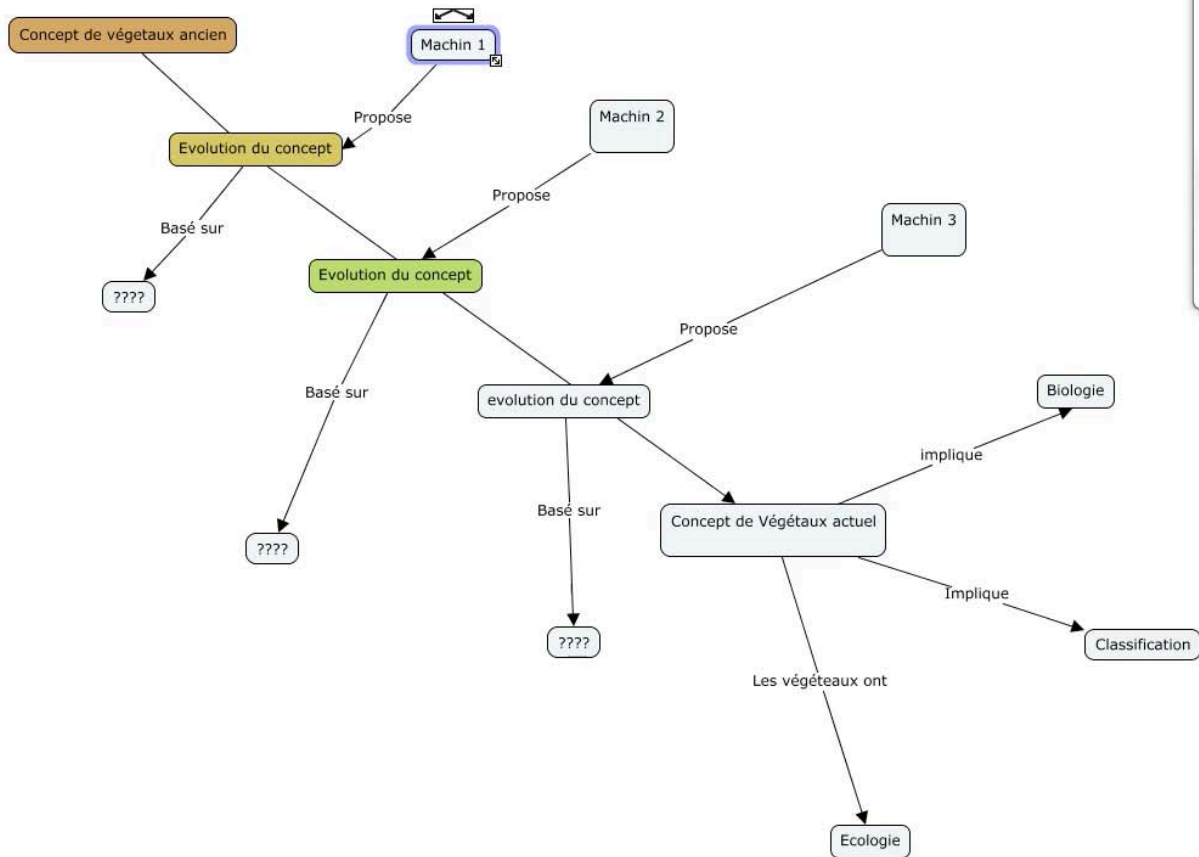 Concept de végetaux ancien
Machin 1
Propose
Machin 2
Evolution du concept
Propose
Basé sur
Machin 3
Evolution du concept
????
Propose
Basé sur
evolution du concept
Biologie
implique
Basé sur
Concept de Végétaux actuel
????
Implique
????
Classification
Les végéteaux ont
Ecologie